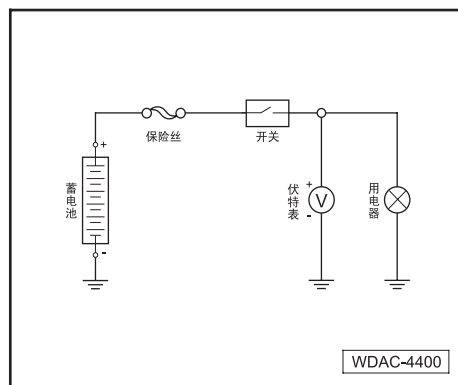 保险丝
开关
+
蓄电池
-
伏特表
+
V
-
用电器
WDAC-4400